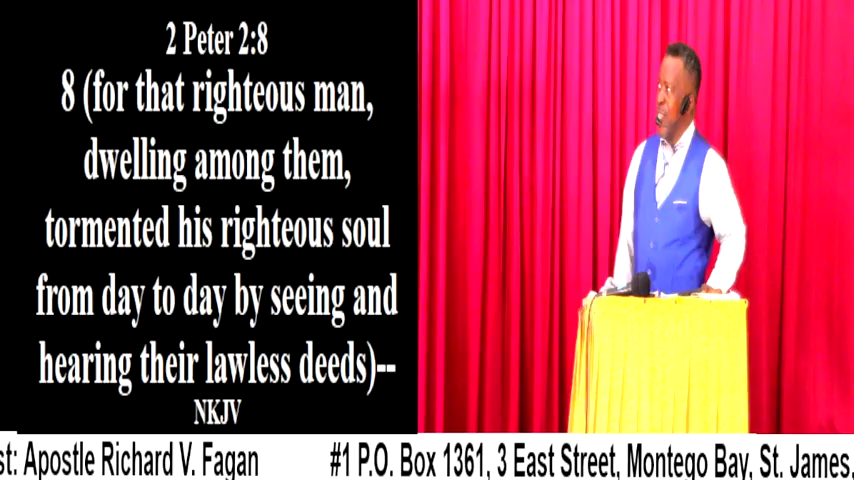 2 Peter 2:8
8 (for that righteous man,
dwelling among them,
tormented his righteous soul
from day to day by seeing and
hearing their lawless deeds)--
NKJV
st: Apostle Richard V. Fagan #1 P.O. Box 1361, 3 East Street, Montego Bay, St. James,